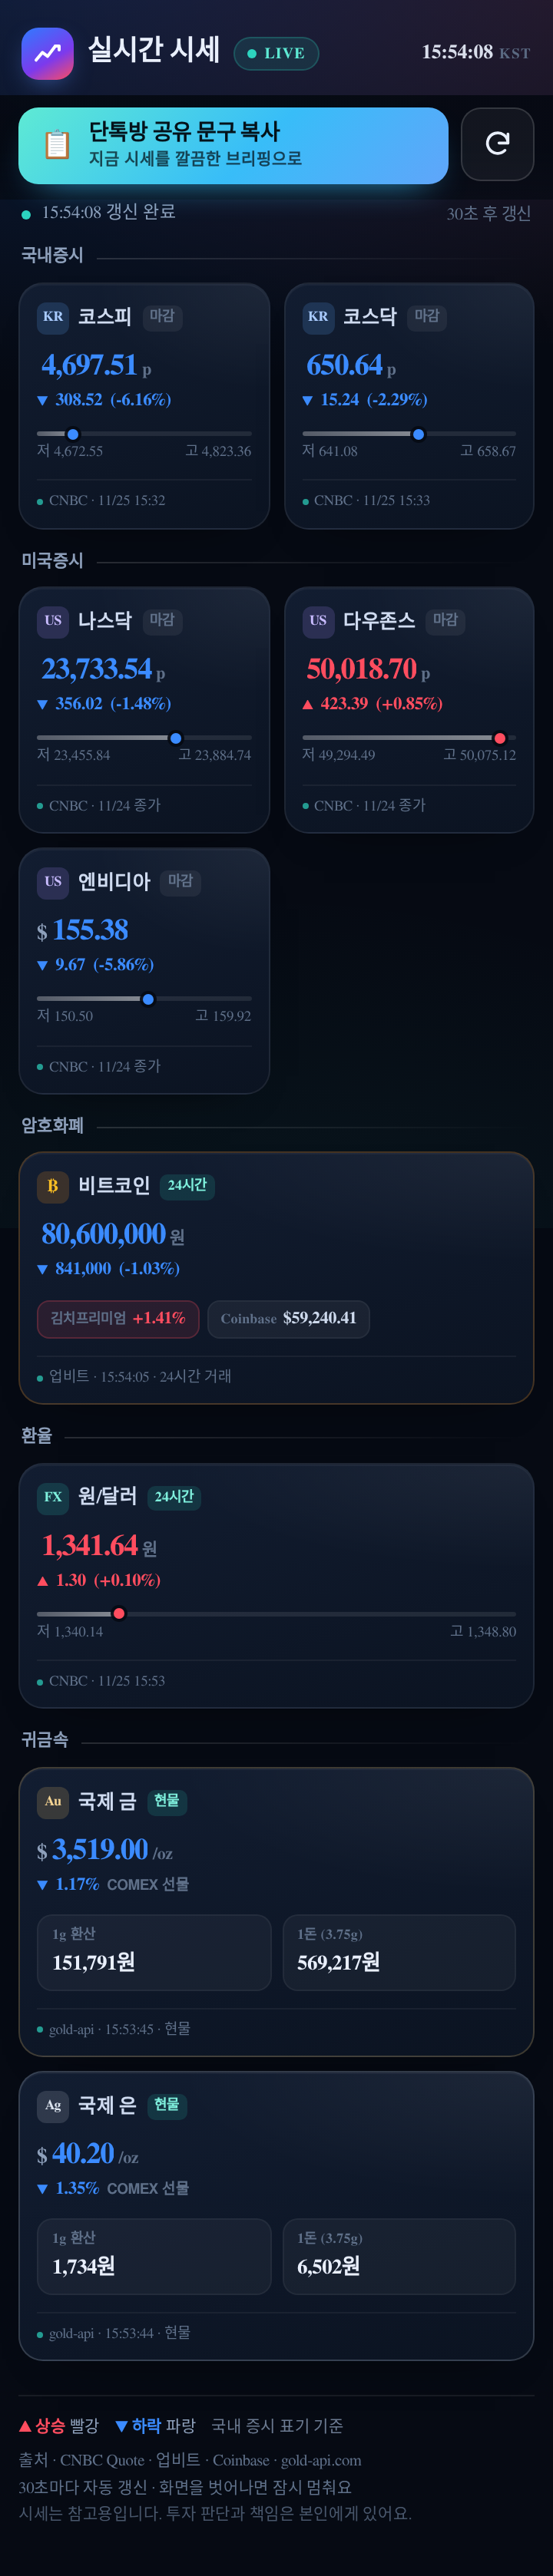 실시간 시세 LIVE 15:54:08 KST
단톡방 공유 문구 복사
지금 시세를 깔끔한 브리핑으로
15:54:08 갱신 완료 30초 후 갱신
국내증시
KR 코스피 마감
4,697.51 p
▼ 308.52 (-6.16%)
저 4,672.55 고 4,823.36
CNBC · 11/25 15:32
KR 코스닥 마감
650.64 p
▼ 15.24 (-2.29%)
저 641.08 고 658.67
CNBC · 11/25 15:33
미국증시
US 나스닥 마감
23,733.54 p
▼ 356.02 (-1.48%)
저 23,455.84 고 23,884.74
CNBC · 11/24 종가
US 다우존스 마감
50,018.70 p
▲ 423.39 (+0.85%)
저 49,294.49 고 50,075.12
CNBC · 11/24 종가
US 엔비디아 마감
$ 155.38
▼ 9.67 (-5.86%)
저 150.50 고 159.92
CNBC · 11/24 종가
암호화폐
₿ 비트코인 24시간
80,600,000 원
▼ 841,000 (-1.03%)
김치프리미엄 +1.41% Coinbase $59,240.41
업비트 · 15:54:05 · 24시간 거래
환율
FX 원/달러 24시간
1,341.64 원
▲ 1.30 (+0.10%)
저 1,340.14 고 1,348.80
CNBC · 11/25 15:53
귀금속
Au 국제 금 현물
$ 3,519.00 /oz
▼ 1.17% COMEX 선물
1g 환산
151,791원
1돈 (3.75g)
569,217원
gold-api · 15:53:45 · 현물
Ag 국제 은 현물
$ 40.20 /oz
▼ 1.35% COMEX 선물
1g 환산
1,734원
1돈 (3.75g)
6,502원
gold-api · 15:53:44 · 현물
▲ 상승 빨강 ▼ 하락 파랑 국내 증시 표기 기준
출처 · CNBC Quote · 업비트 · Coinbase · gold-api.com
30초마다 자동 갱신 · 화면을 벗어나면 잠시 멈춰요
시세는 참고용입니다. 투자 판단과 책임은 본인에게 있어요.